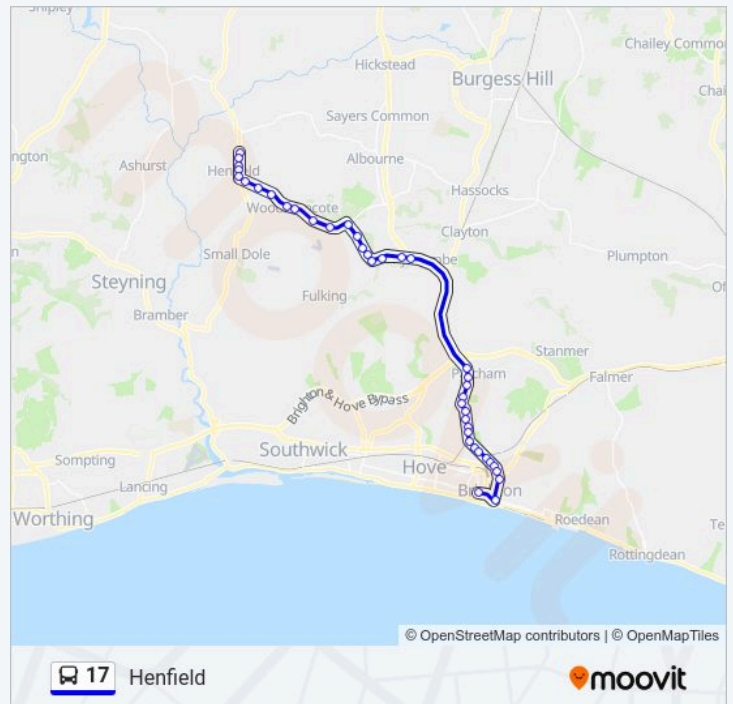 Shipley
Chailey Common
Hickstead
Burgess Hill
Sayers Common
Ashurst
Henfield
Albourne
Hassocks
Clayton
Plumpton
Small Dole
Steyning
Fulking
Bramber
Stanmer
Falmer
Brighton & Hove Bypass
Southwick
Hove
Sompting
Lancing
Worthing
Roedean
Rottingdean
© OpenStreetMap contributors | © OpenMapTiles
17 Henfield
moovit